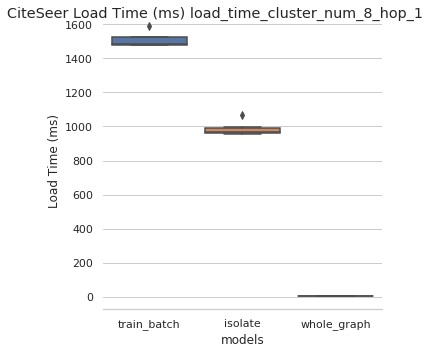 CiteSeer Load Time (ms) load_time_cluster_num_8_hop_1
1600
1400
1200
1000
800
600
400
200
0
Load Time (ms)
train_batch
isolate
whole_graph
models